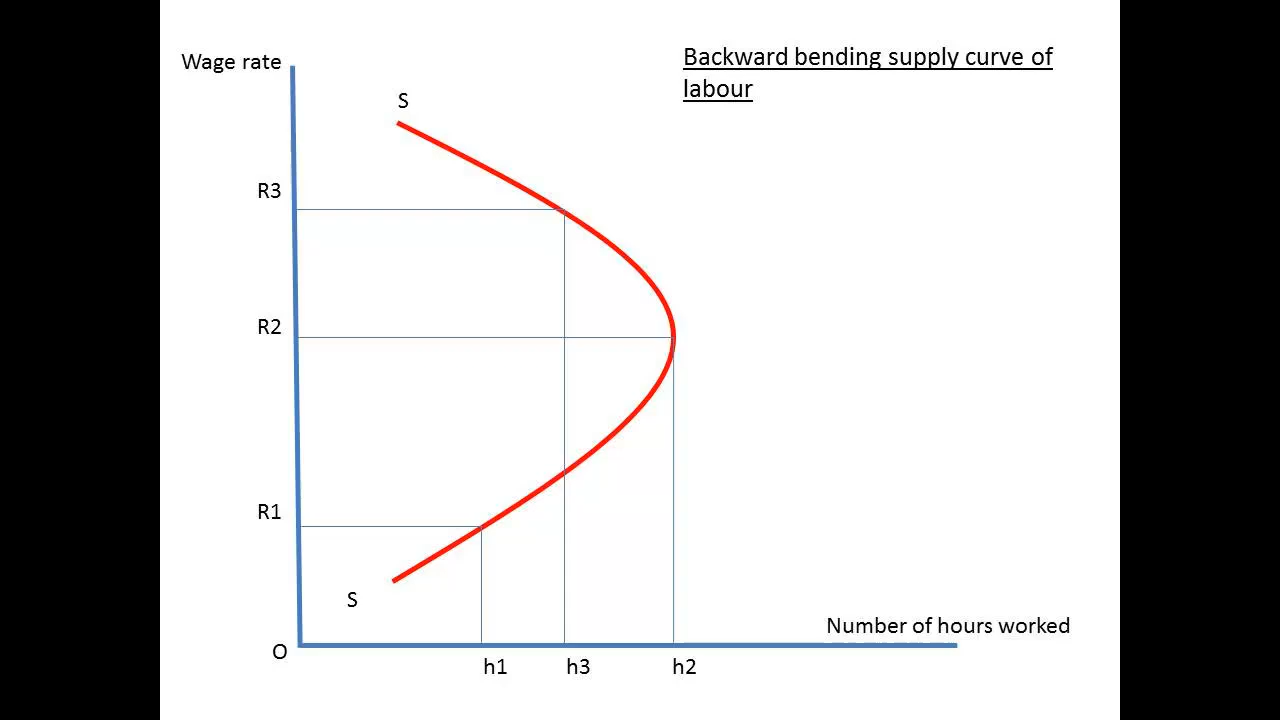 Wage rate
Backward bending supply curve of
labour
S
R3
R2
R1
S
Number of hours worked
O
h1
h3
h2